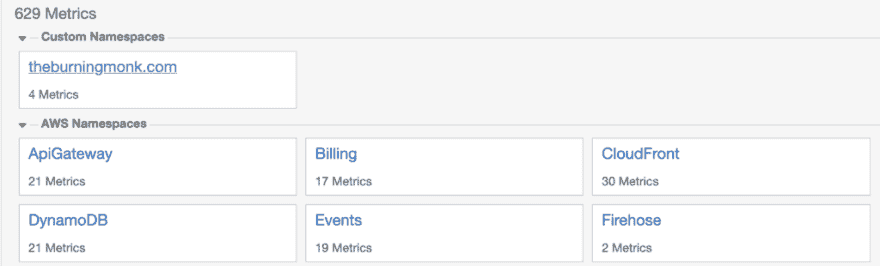 629 Metrics
Custom Namespaces
theburningmonk.com
4 Metrics
AWS Namespaces
ApiGateway Billing CloudFront
21 Metrics 17 Metrics 30 Metrics
DynamoDB Events Firehose
21 Metrics 19 Metrics 2 Metrics